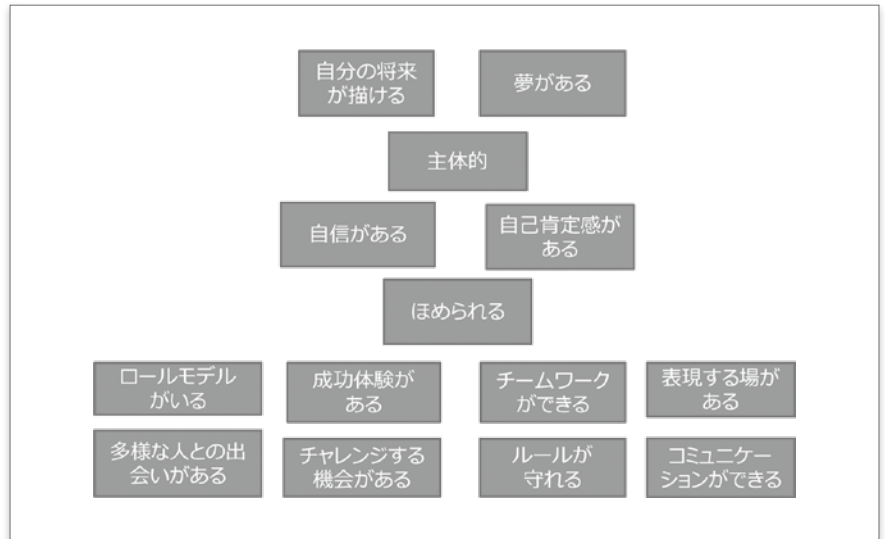 自分の将来
が描ける
夢がある
主体的
自信がある
自己肯定感が
ある
ほめられる
ロールモデル
がいる
成功体験が
ある
チームワーク
ができる
表現する場が
ある
多様な人との出
会いがある
チャレンジする
機会がある
ルールが
守れる
コミュニケー
ションができる